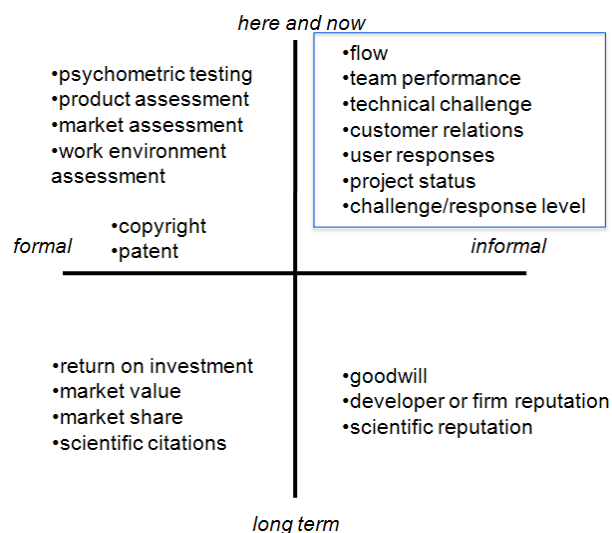 here and now
•psychometric testing
•product assessment
•market assessment
•work environment
assessment
•copyright
•patent
•flow
•team performance
•technical challenge
•customer relations
•user responses
•project status
•challenge/response level
formal
informal
•return on investment
•market value
•market share
•scientific citations
•goodwill
•developer or firm reputation
•scientific reputation
long term